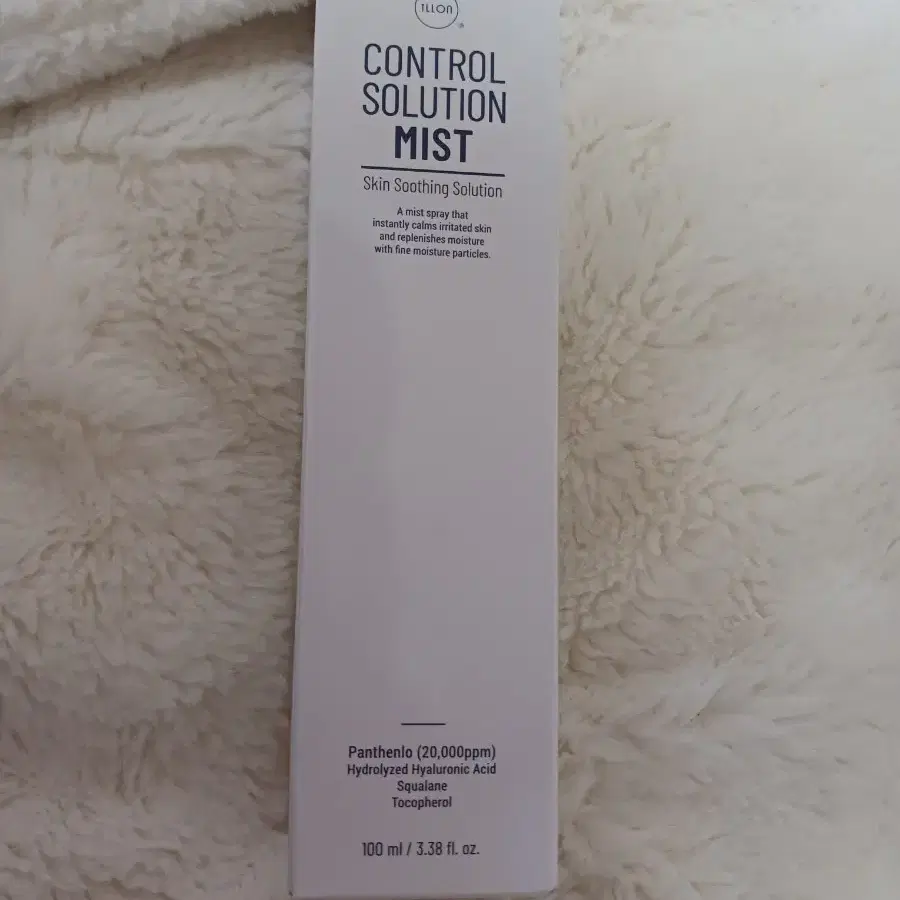 CONTROL
SOLUTION
MIST
Skin Soothing Solution
A mist spray that
instantly calms irritated skin
and replenishes moisture
with fine moisture particles.
Panthenlo (20,000ppm)
Hydrolyzed Hyaluronic Acid
Squalane
Tocopherol
100 ml / 3.38 fl. oz.